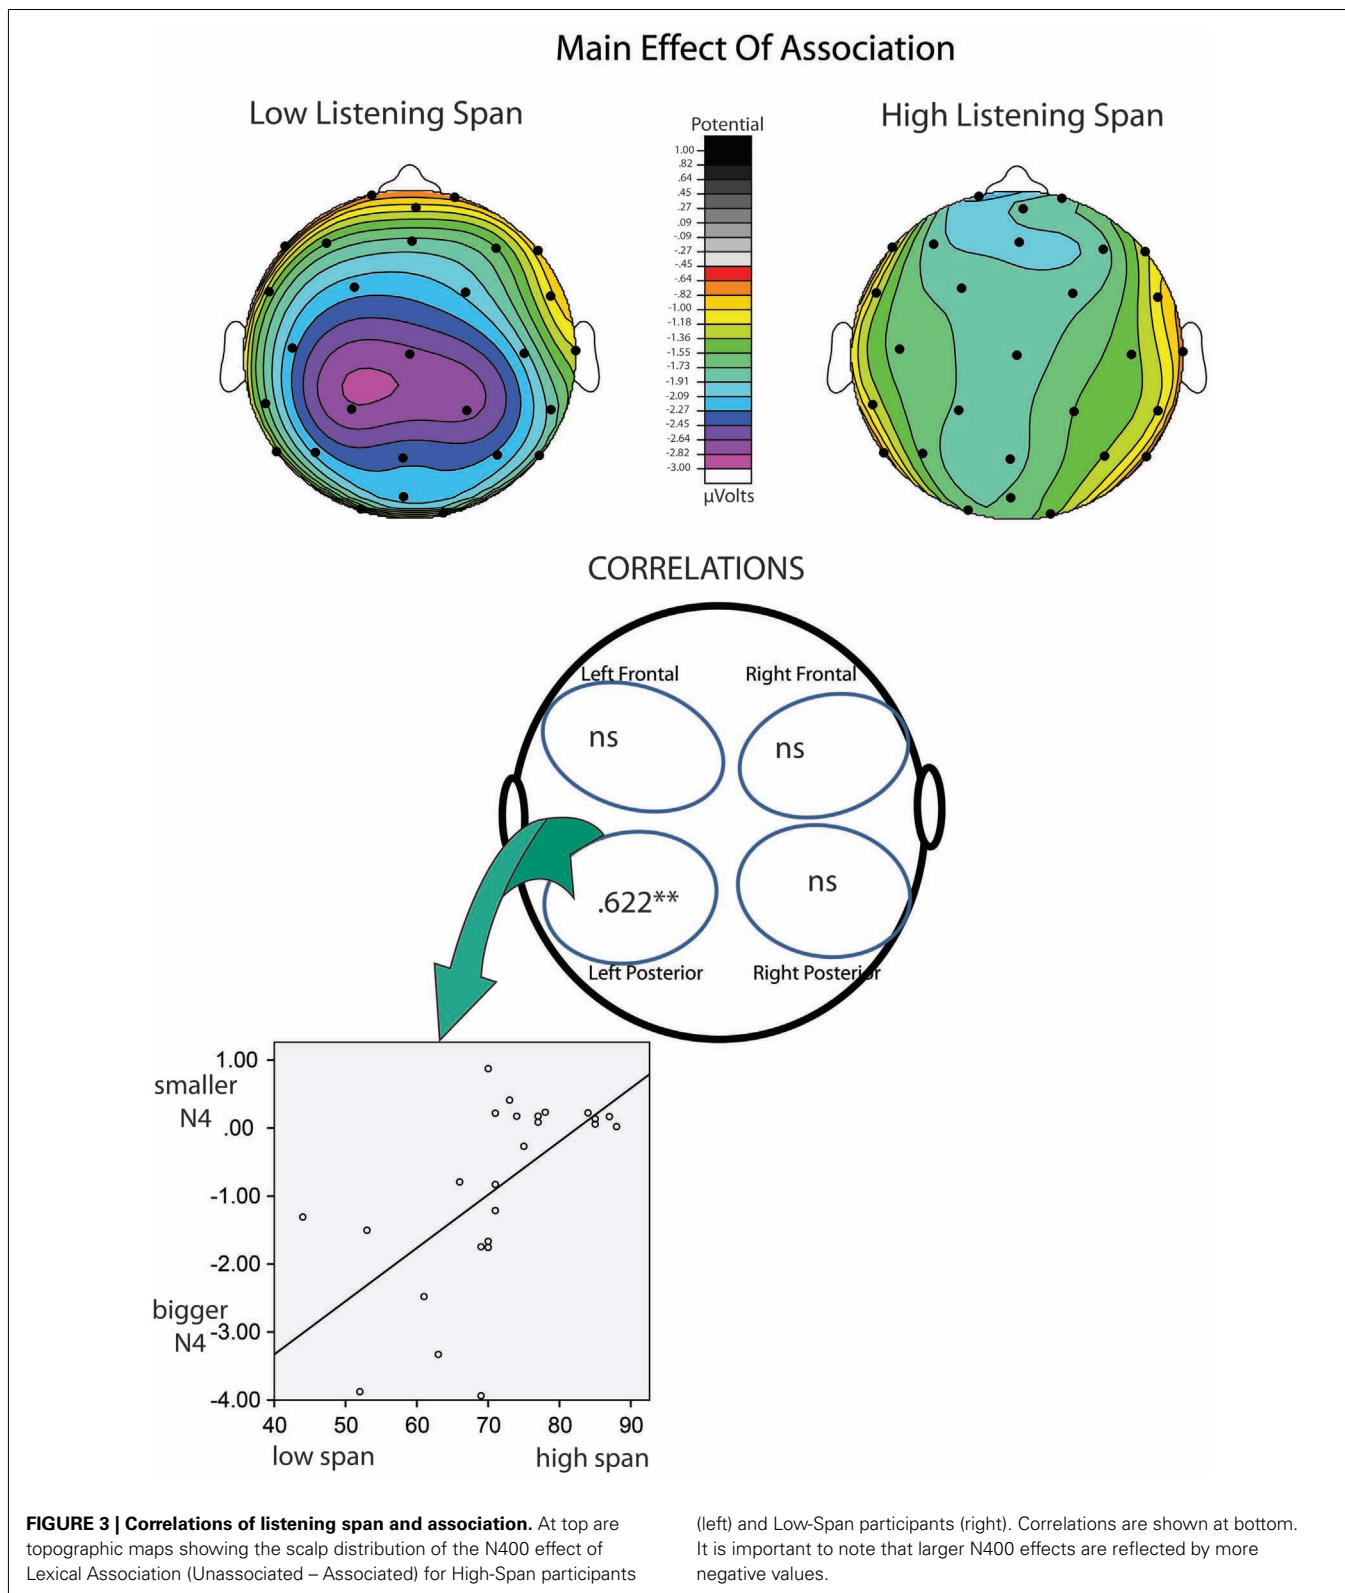 Main Effect Of Association
Low Listening Span
High Listening Span
Potential
1.00
.82
.64
.45
.27
.09
-.09
-.27
-.45
-.64
-.82
-1.00
-1.18
-1.36
-1.55
-1.73
-1.91
-2.09
-2.27
-2.45
-2.64
-2.82
-3.00
µVolts
CORRELATIONS
Left Frontal
Right Frontal
ns
ns
.622**
ns
Left Posterior
Right Posterior
1.00
smaller
N4
.00
-1.00
-2.00
bigger
N4
-3.00
-4.00
40 50 60 70 80 90
low span
high span
FIGURE 3 | Correlations of listening span and association. At top are
topographic maps showing the scalp distribution of the N400 effect of
Lexical Association (Unassociated – Associated) for High-Span participants
(left) and Low-Span participants (right). Correlations are shown at bottom.
It is important to note that larger N400 effects are reflected by more
negative values.